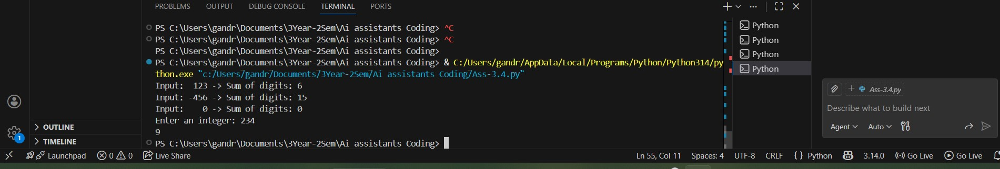 PROBLEMS OUTPUT DEBUG CONSOLE TERMINAL PORTS
PS C:\Users\gandr\Documents\3Year-2Sem\Ai assistants Coding> ^C
PS C:\Users\gandr\Documents\3Year-2Sem\Ai assistants Coding> ^C
PS C:\Users\gandr\Documents\3Year-2Sem\Ai assistants Coding>
PS C:\Users\gandr\Documents\3Year-2Sem\Ai assistants Coding> & C:/Users/gandr/AppData/Local/Programs/Python/Python314/py
thon.exe "c:/Users/gandr/Documents/3Year-2Sem/Ai assistants Coding/Ass-3.4.py"
Input:  123 -> Sum of digits: 6
Input: -456 -> Sum of digits: 15
Input:    0 -> Sum of digits: 0
Enter an integer: 234
9
PS C:\Users\gandr\Documents\3Year-2Sem\Ai assistants Coding>
Python
Python
Python
Python
Ass-3.4.py
Describe what to build next
Agent Auto
1
OUTLINE
TIMELINE
Launchpad 0 0 Live Share Ln 55, Col 11 Spaces: 4 UTF-8 CRLF { } Python 3.14.0 Go Live Go Live